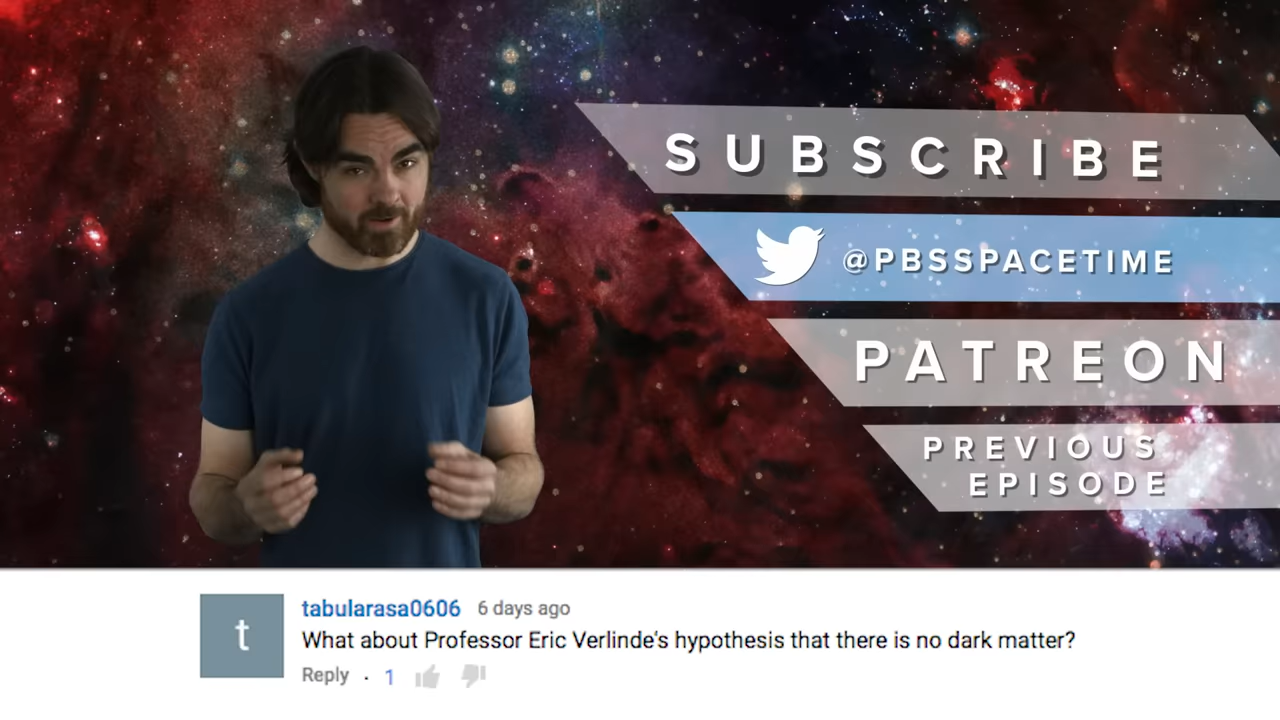 SUBSCRIBE
@PBSSPACETIME
PATREON
PREVIOUS
EPISODE
t
tabularasa0606 6 days ago
What about Professor Eric Verlinde's hypothesis that there is no dark matter?
Reply · 1